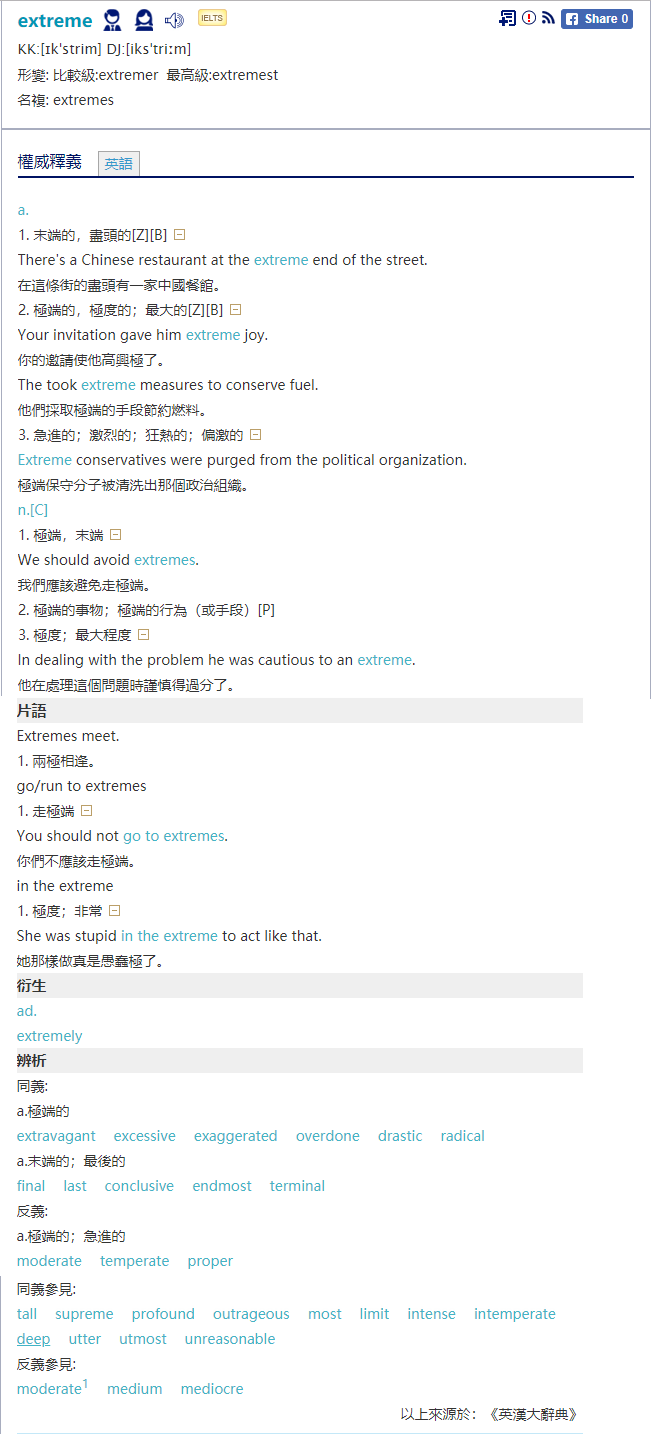 extreme IELTS Share 0
KK:[ɪkˈstrim] DJ:[iksˈtriːm]
形變: 比較級:extremer 最高級:extremest
名複: extremes
權威釋義 英語
a.
1. 末端的，盡頭的[Z][B]
There's a Chinese restaurant at the extreme end of the street.
在這條街的盡頭有一家中國餐館。
2. 極端的，極度的；最大的[Z][B]
Your invitation gave him extreme joy.
你的邀請使他高興極了。
The took extreme measures to conserve fuel.
他們採取極端的手段節約燃料。
3. 急進的；激烈的；狂熱的；偏激的
Extreme conservatives were purged from the political organization.
極端保守分子被清洗出那個政治組織。
n.[C]
1. 極端，末端
We should avoid extremes.
我們應該避免走極端。
2. 極端的事物；極端的行為（或手段）[P]
3. 極度；最大程度
In dealing with the problem he was cautious to an extreme.
他在處理這個問題時謹慎得過分了。
片語
Extremes meet.
1. 兩極相逢。
go/run to extremes
1. 走極端
You should not go to extremes.
你們不應該走極端。
in the extreme
1. 極度；非常
She was stupid in the extreme to act like that.
她那樣做真是愚蠢極了。
衍生
ad.
extremely
辨析
同義:
a.極端的
extravagant excessive exaggerated overdone drastic radical
a.末端的；最後的
final last conclusive endmost terminal
反義:
a.極端的；急進的
moderate temperate proper
同義參見:
tall supreme profound outrageous most limit intense intemperate
deep utter utmost unreasonable
反義參見:
moderate1 medium mediocre
以上來源於：《英漢大辭典》